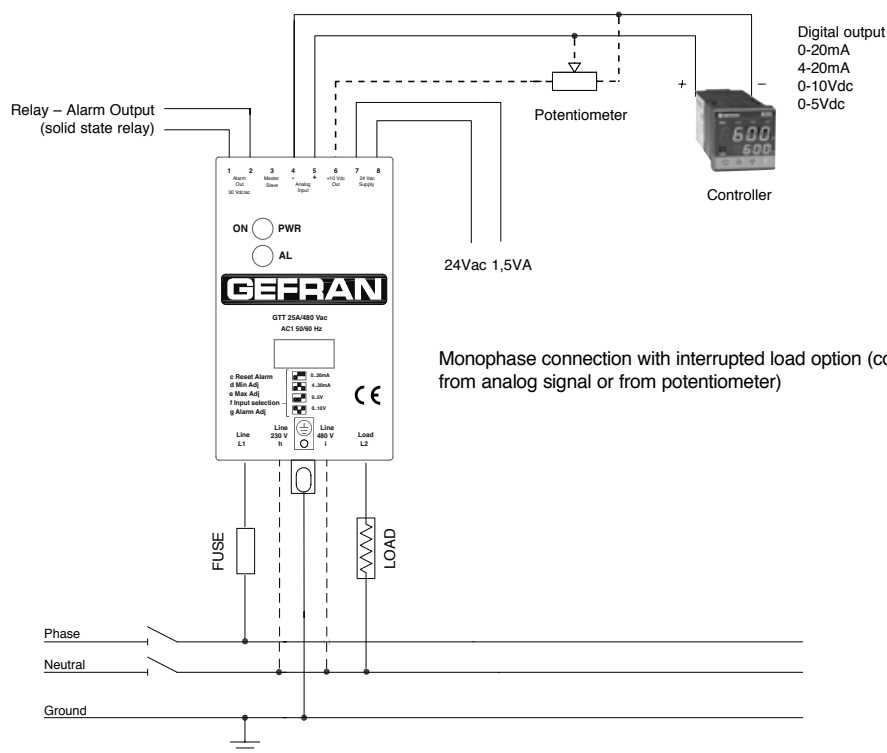 Digital output
0-20mA
4-20mA
0-10Vdc
0-5Vdc
+
–
Potentiometer
Controller
600
600
Relay – Alarm Output
(solid state relay)
1 2 3 4 5 6 7 8
Alarm Out 30 Vdc/ac
Master Slave
- +
Analog Input
+10 Vdc Out
24 Vac Supply
24Vac 1,5VA
ON PWR
AL
GEFRAN
GTT 25A/480 Vac
AC1 50/60 Hz
Monophase connection with interrupted load option (co
from analog signal or from potentiometer)
c Reset Alarm
d Min Adj
e Max Adj
f Input selection
g Alarm Adj
0..20mA
4..20mA
0..5V
0..10V
CE
Line L1
Line 230 V h
Line 480 V i
Load L2
FUSE
LOAD
Phase
Neutral
Ground